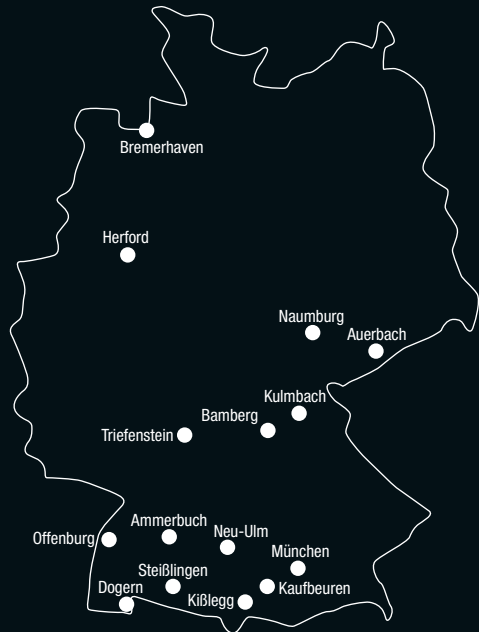 Bremerhaven
Herford
Naumburg
Auerbach
Kulmbach
Bamberg
Triefenstein
Ammerbuch
Offenburg
Neu-Ulm
München
Steißlingen
Kaufbeuren
Dogern
Kißlegg